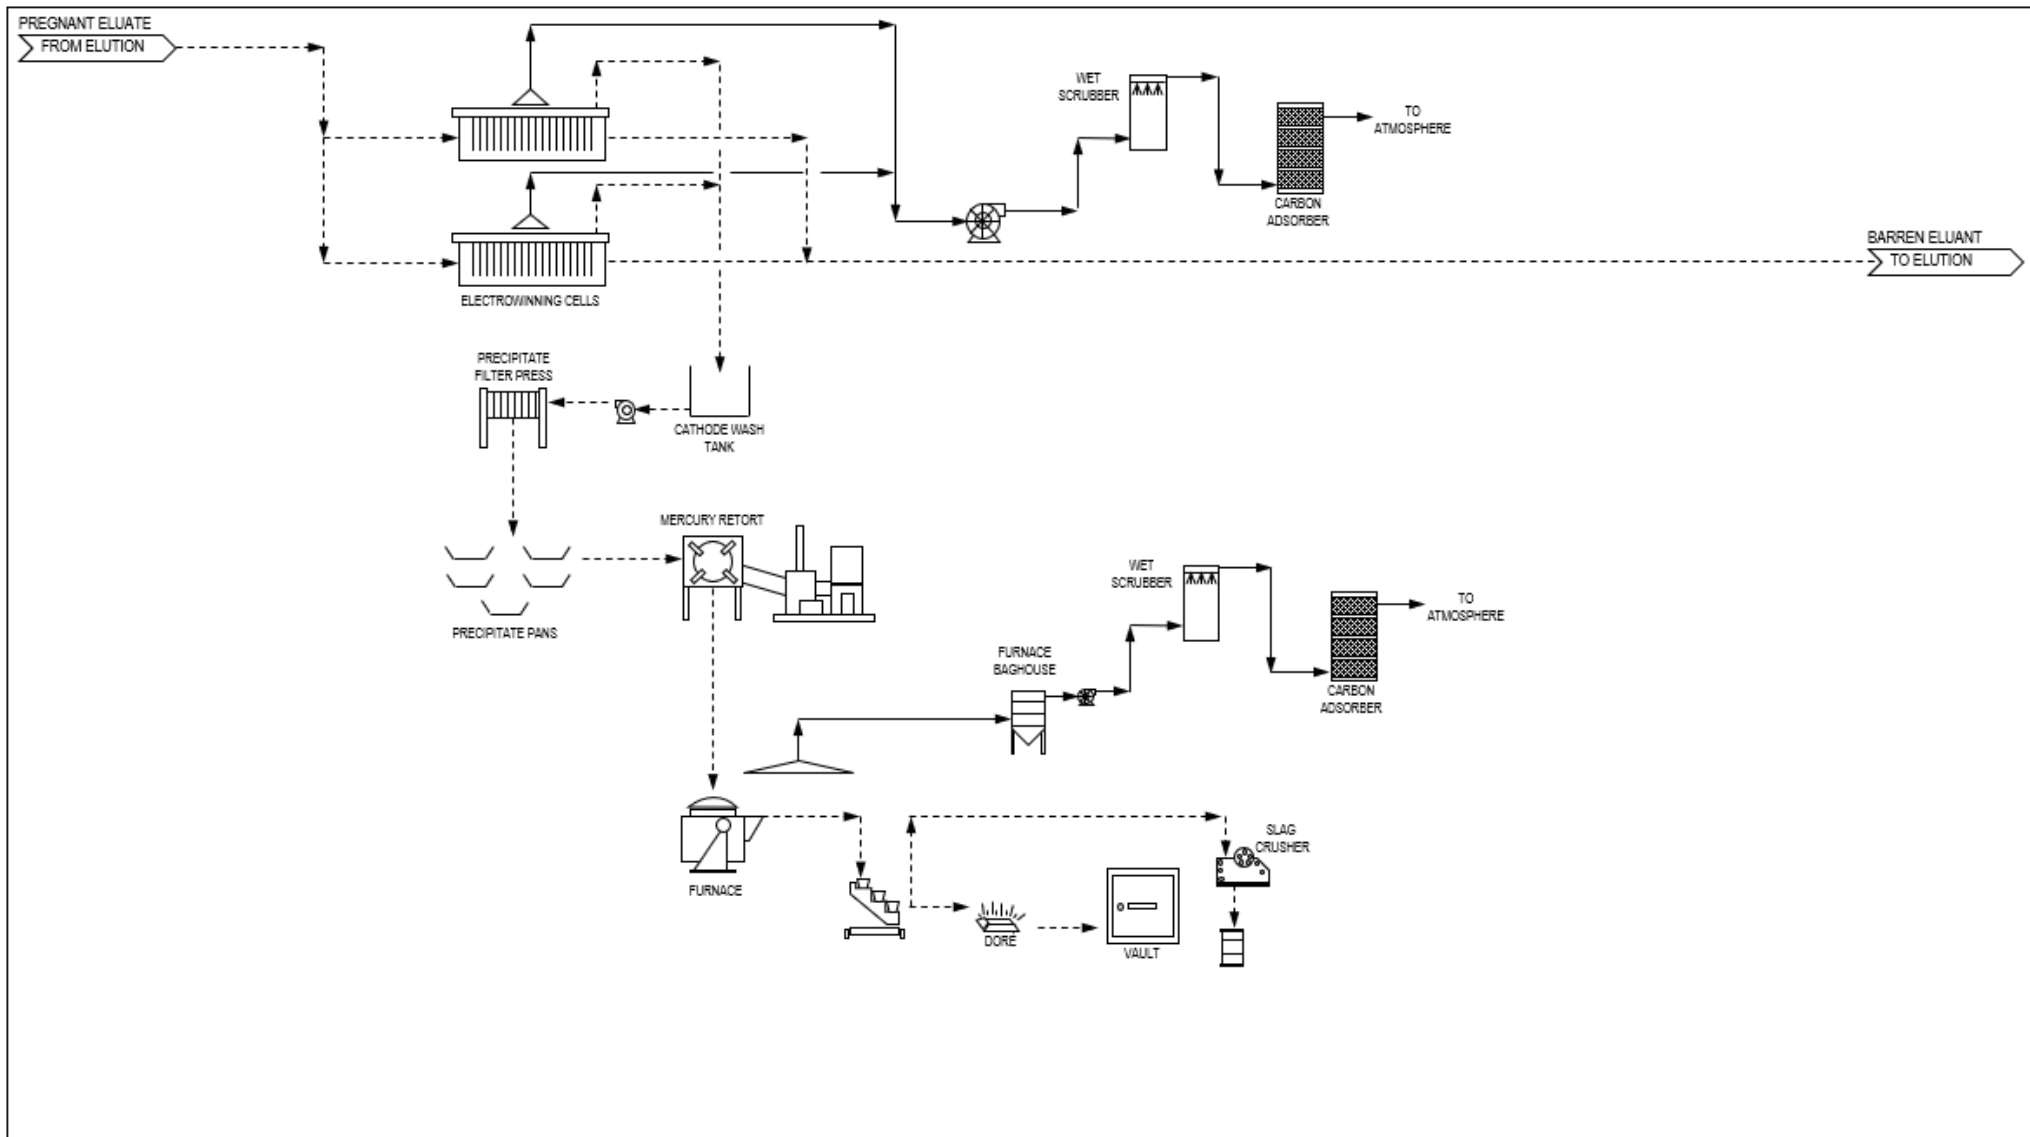 PREGNANT ELUATE
FROM ELUTION
WET
SCRUBBER
TO
ATMOSPHERE
CARBON
ADSORBER
BARREN ELUANT
TO ELUTION
ELECTROWINNING CELLS
PRECIPITATE
FILTER PRESS
CATHODE WASH
TANK
MERCURY RETORT
PRECIPITATE PANS
WET
SCRUBBER
TO
ATMOSPHERE
FURNACE
BAGHOUSE
CARBON
ADSORBER
SLAG
CRUSHER
FURNACE
DORE
VAULT